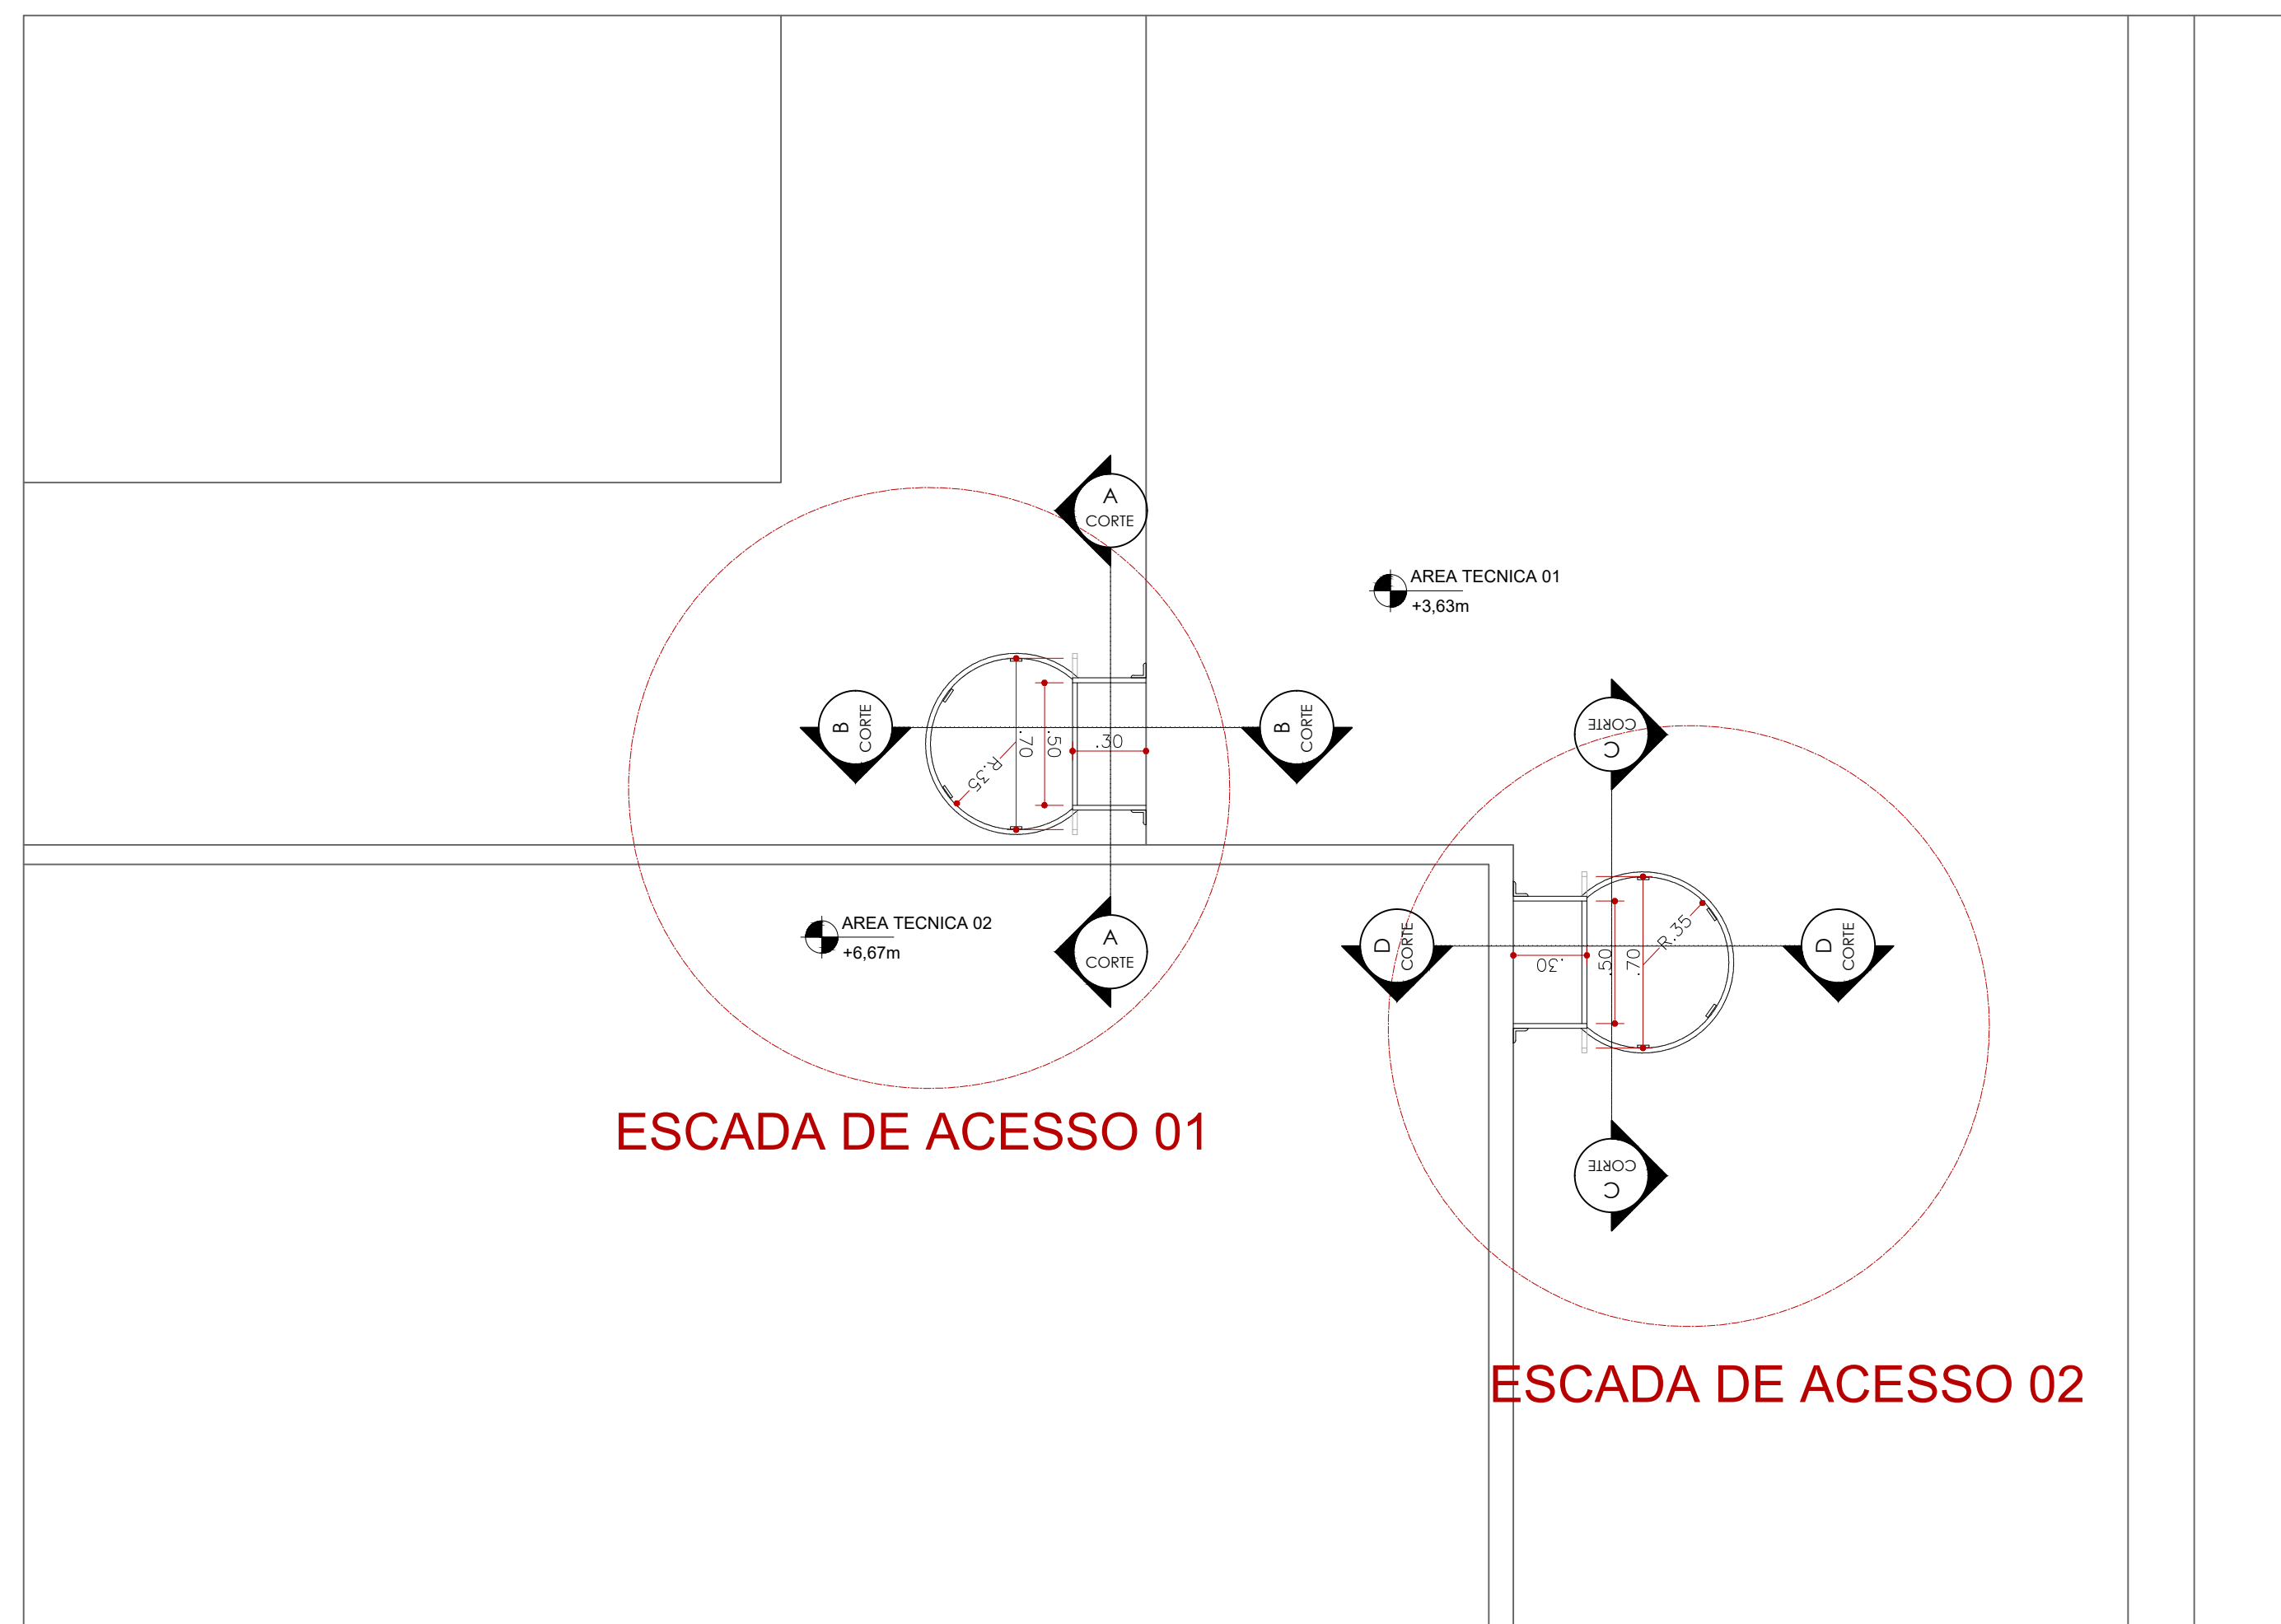 A
CORTE
AREA TECNICA 01
+3,63m
B
CORTE
B
CORTE
.70
.50
.30
R.35
CORTE
C
AREA TECNICA 02
+6,67m
A
CORTE
D
CORTE
D
CORTE
.30
.50
.70
R.35
ESCADA DE ACESSO 01
CORTE
C
ESCADA DE ACESSO 02